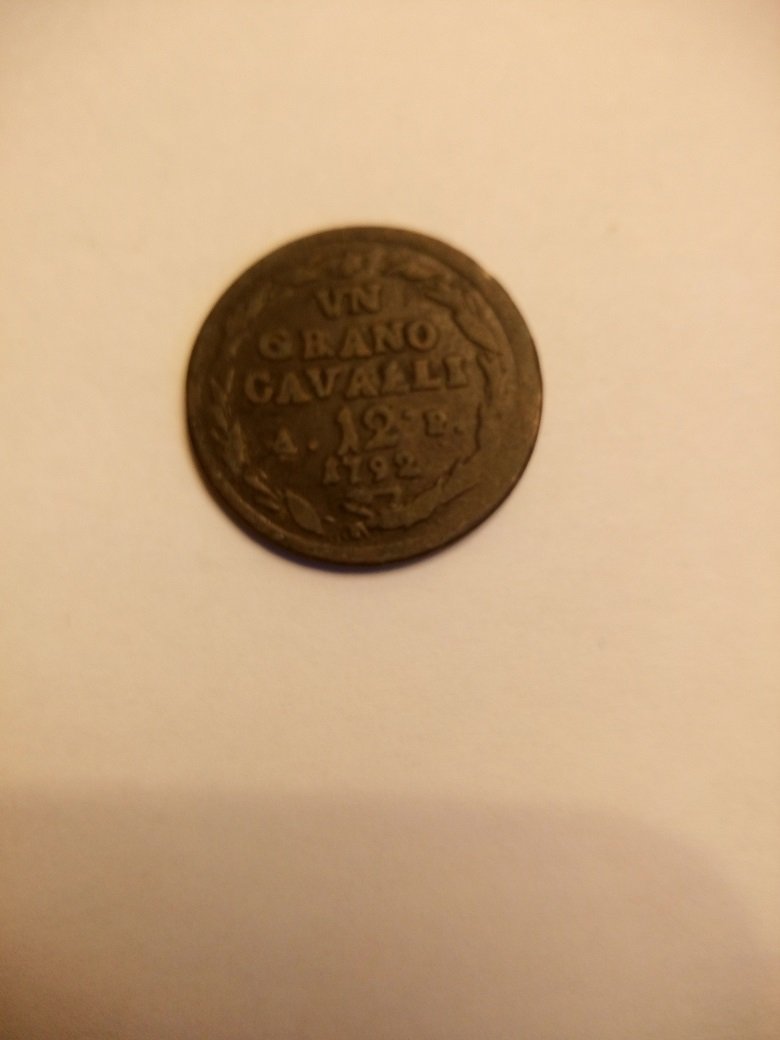 VN
GRANO
CAVALLI
A. 12 P.
1792